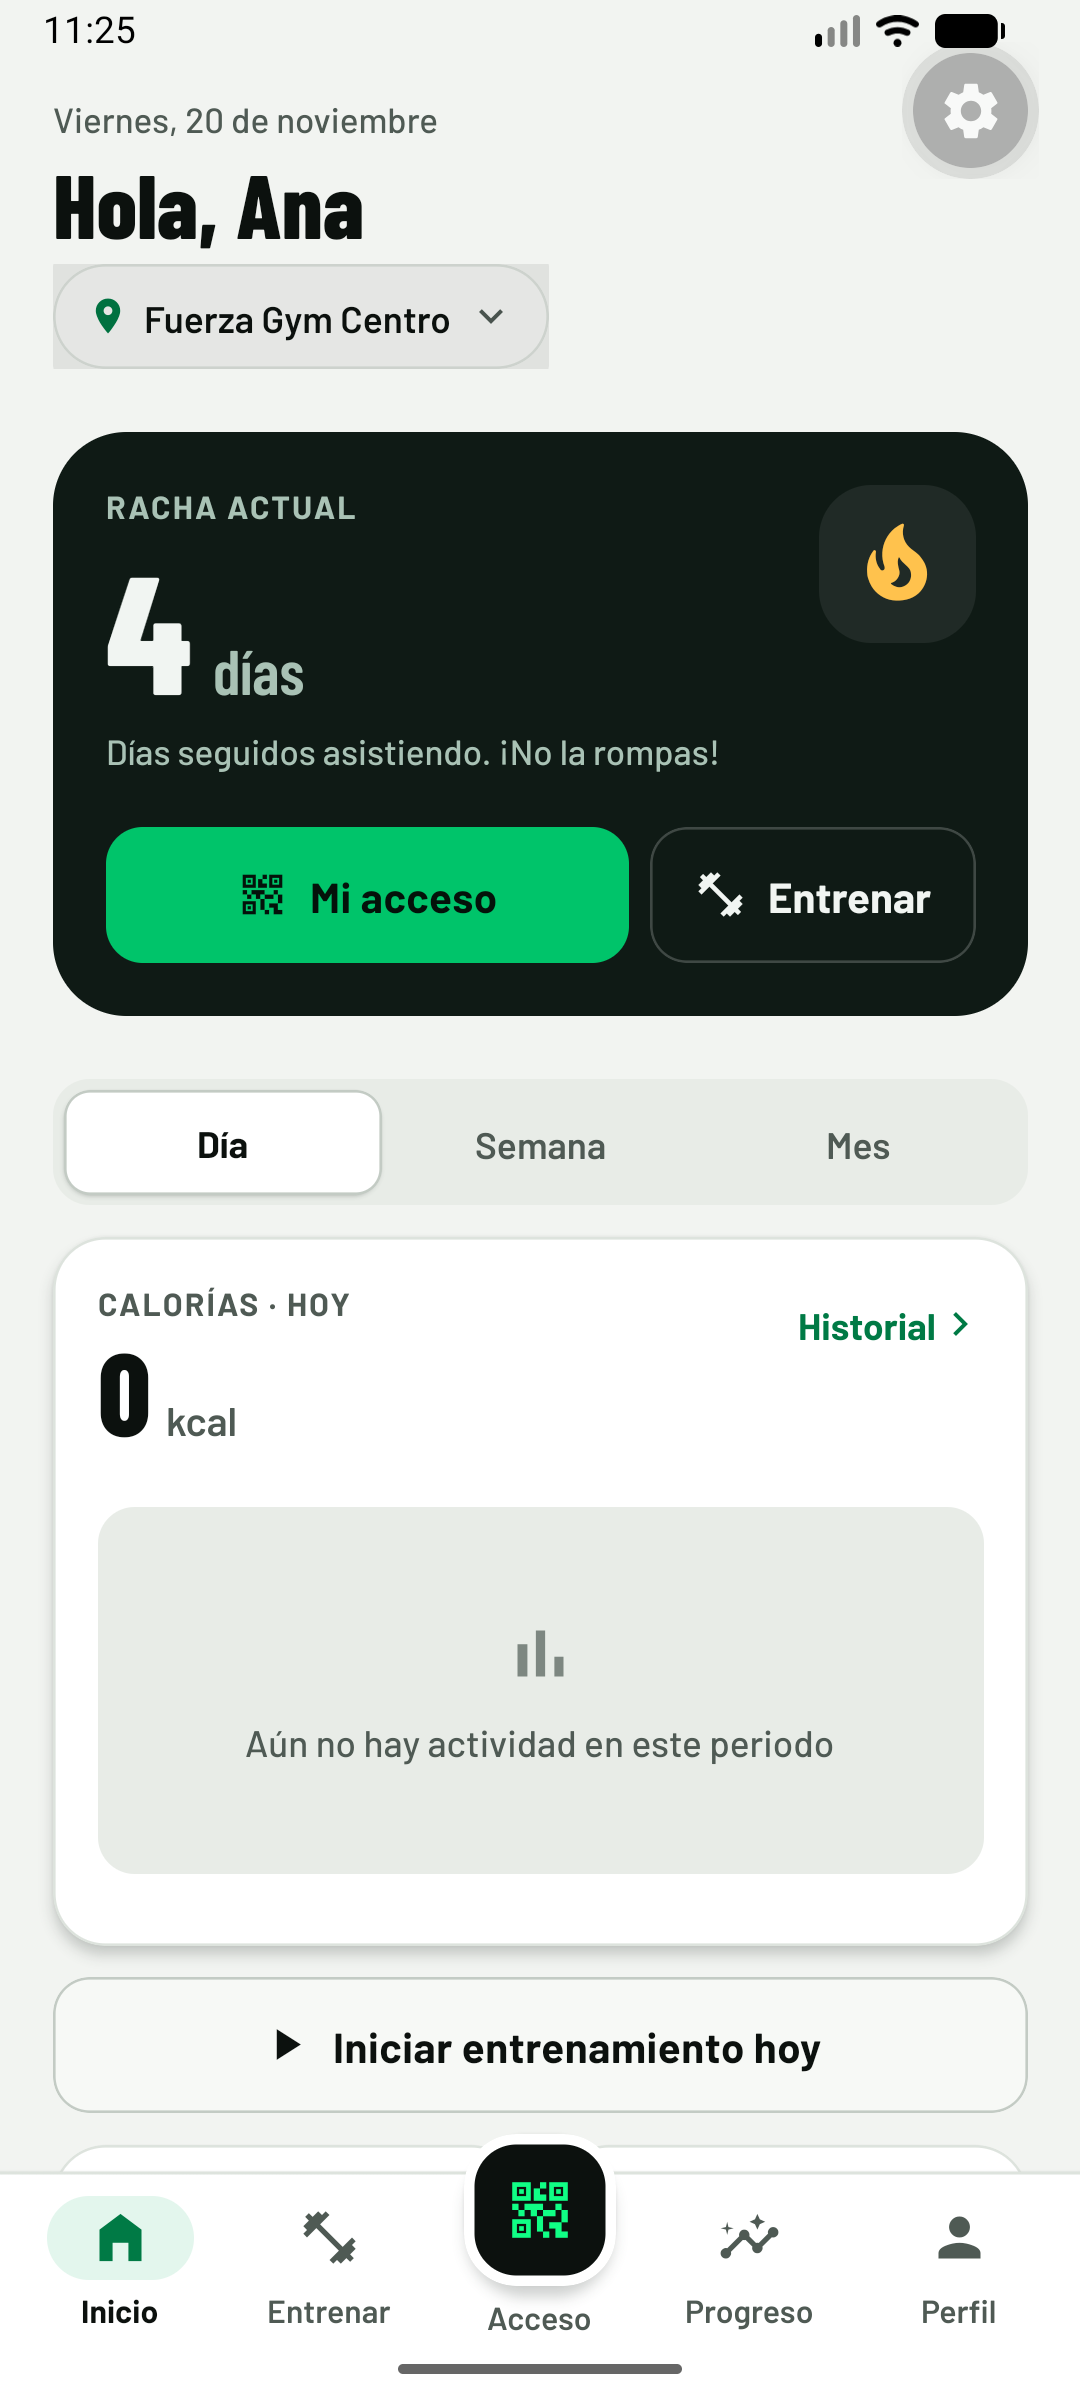 11:25
Viernes, 20 de noviembre
Hola, Ana
Fuerza Gym Centro
RACHA ACTUAL
4 días
Días seguidos asistiendo. ¡No la rompas!
Mi acceso
Entrenar
Día
Semana
Mes
CALORÍAS · HOY
Historial
0 kcal
Aún no hay actividad en este periodo
Iniciar entrenamiento hoy
Inicio
Entrenar
Acceso
Progreso
Perfil